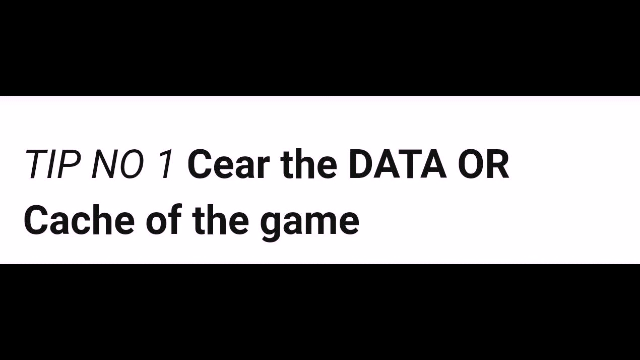 TIP NO 1 Cear the DATA OR
Cache of the game